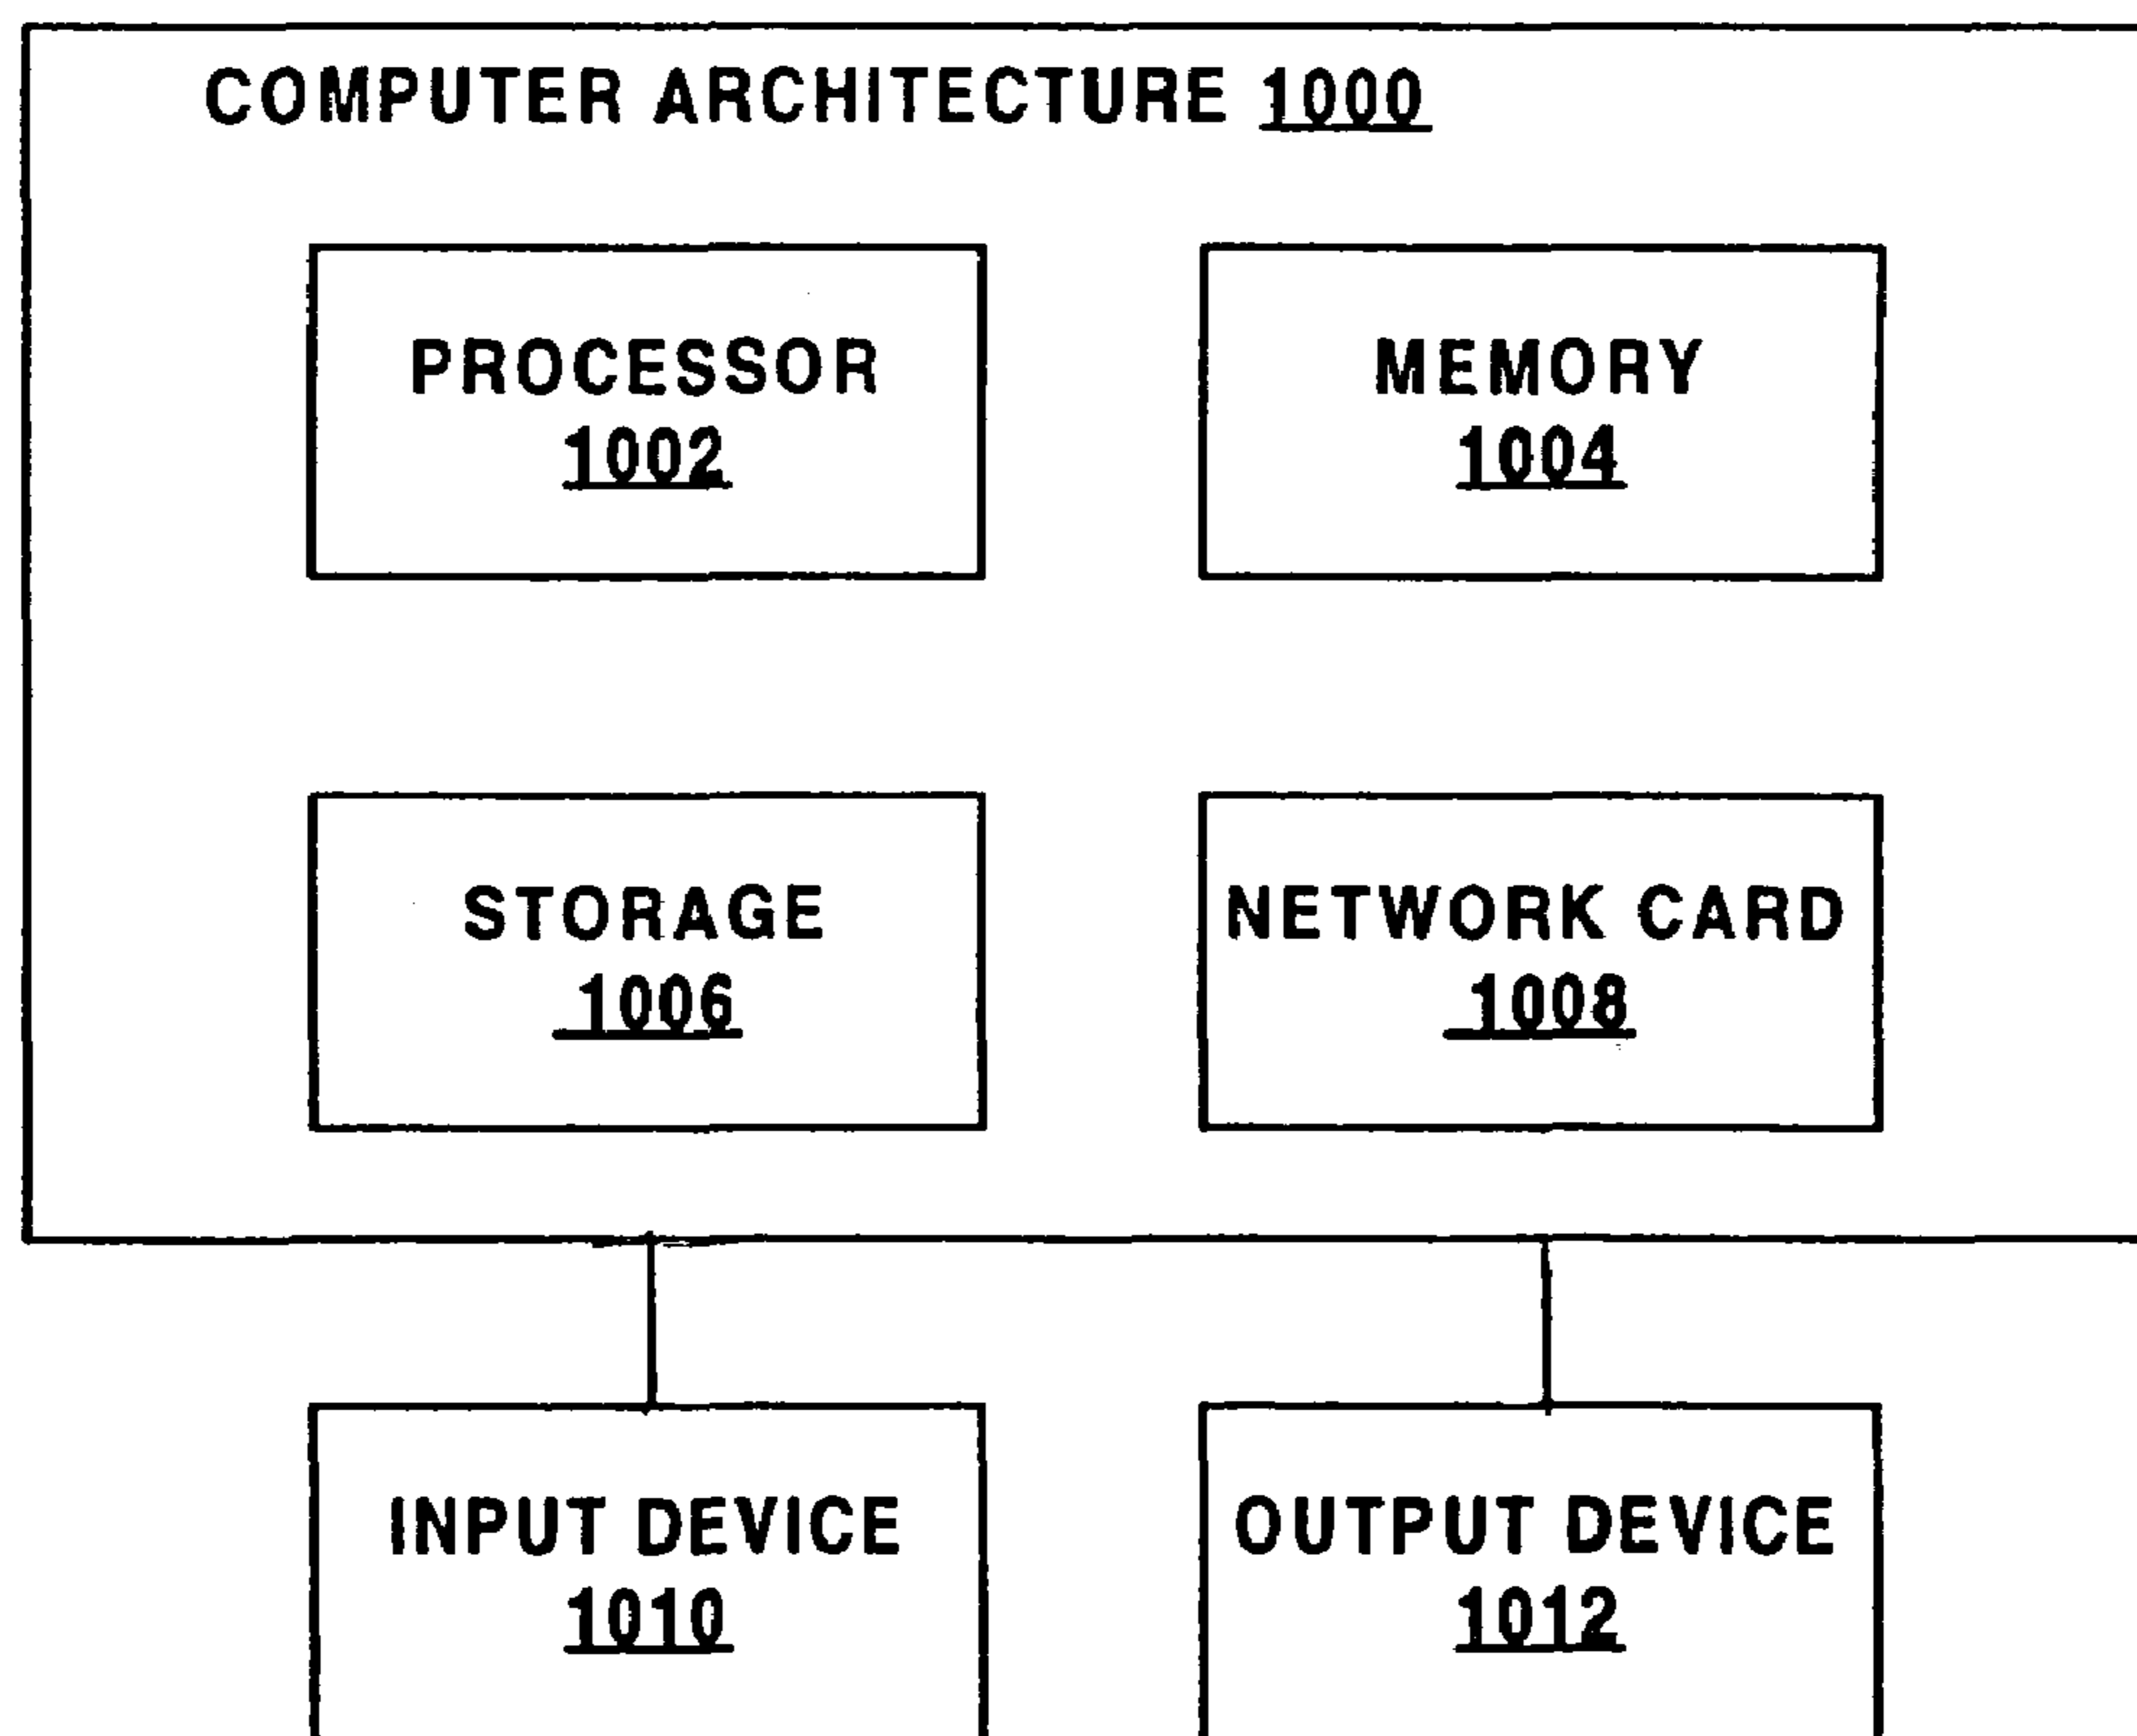 COMPUTER ARCHITECTURE 1000
PROCESSOR
1002
MEMORY
1004
STORAGE
1006
NETWORK CARD
1008
INPUT DEVICE
1010
OUTPUT DEVICE
1012